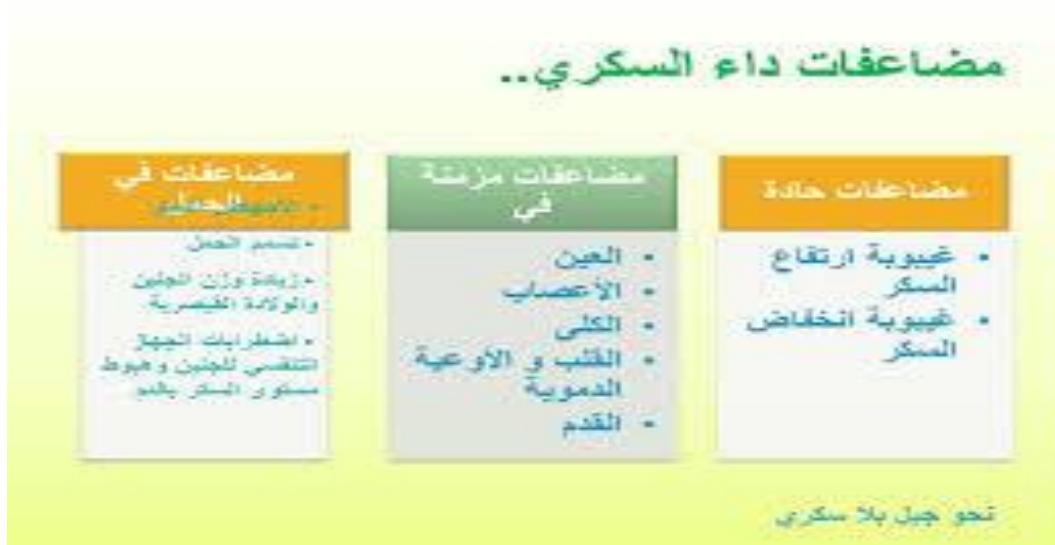 مضاعفات داء السكري..
مضاعفات حادة
• غيبوبة ارتفاع
السكر
• غيبوبة انخفاض
السكر
مضاعفات مزمنة
في
• العين
• الأعصاب
• الكلى
• القلب و الأوعية
الدموية
• القدم
مضاعفات في
الحمل
• تسمم الحمل
• زيادة وزن الجنين
والولادة القيصرية
• اضطرابات الجهاز
التنفسي للجنين وهبوط
مستوى السكر بالدم
نحو جيل بلا سكري